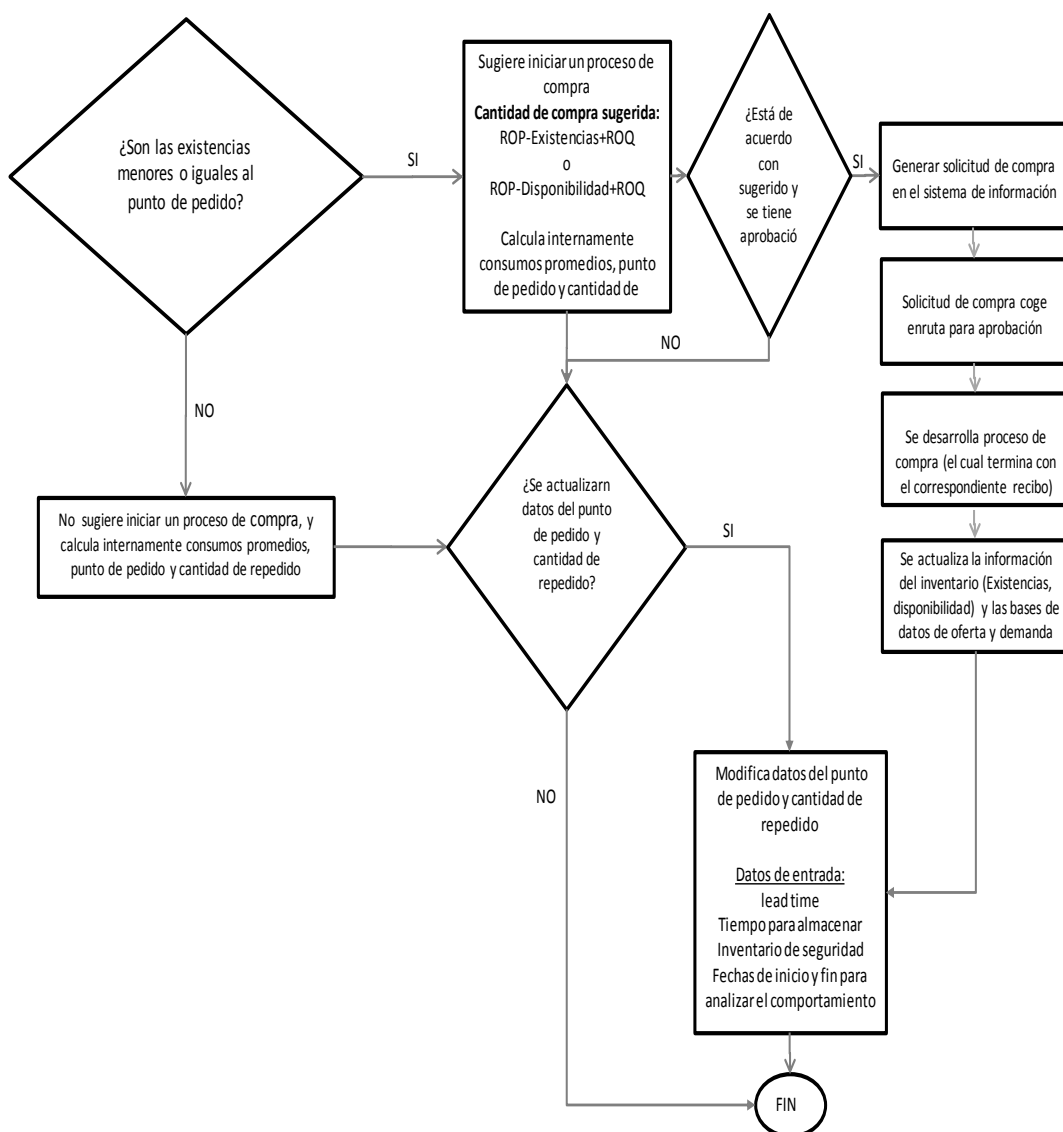 ¿Son las existencias
menores o iguales al
punto de pedido?
SI
Sugiere iniciar un proceso de
compra
Cantidad de compra sugerida:
ROP-Existencias+ROQ
o
ROP-Disponibilidad+ROQ
Calcula internamente
consumos promedios, punto
de pedido y cantidad de
¿Está de
acuerdo
con
sugerido y
se tiene
aprobació
SI
Generar solicitud de compra
en el sistema de información
Solicitud de compra coge
enruta para aprobación
NO
NO
Se desarrolla proceso de
compra (el cual termina con
el correspondiente recibo)
No sugiere iniciar un proceso de compra, y
calcula internamente consumos promedios,
punto de pedido y cantidad de repedido
¿Se actualizarn
datos del punto
de pedido y
cantidad de
repedido?
SI
Se actualiza la información
del inventario (Existencias,
disponibilidad) y las bases de
datos de oferta y demanda
NO
Modifica datos del punto
de pedido y cantidad de
repedido
Datos de entrada:
lead time
Tiempo para almacenar
Inventario de seguridad
Fechas de inicio y fin para
analizar el comportamiento
FIN